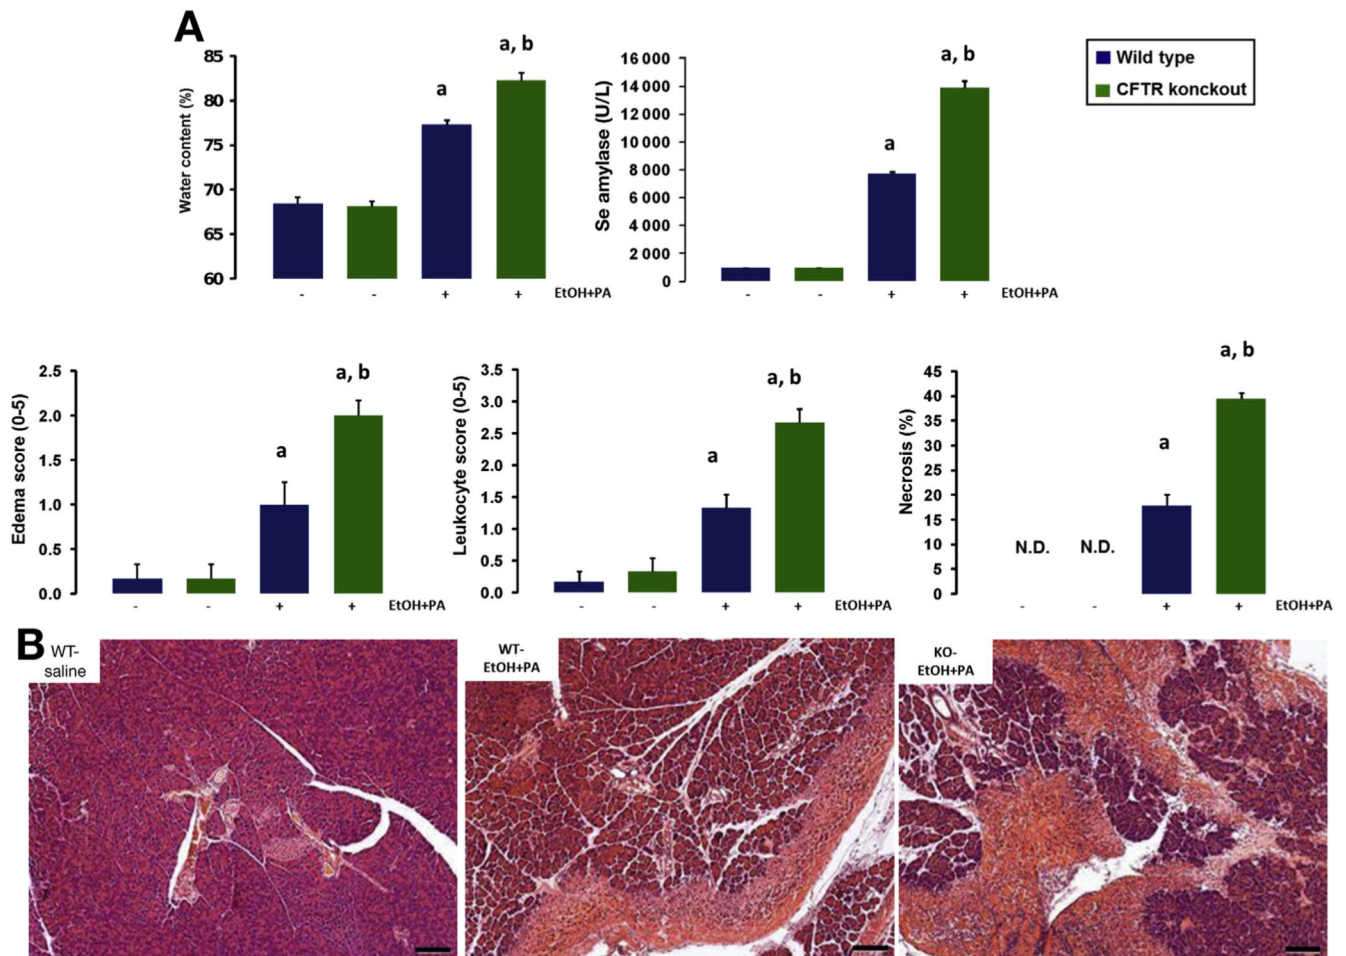 A
a, b
a
85
80
75
70
65
60
Water content (%)
-
-
+
+
EtOH+PA
a, b
a
16 000
14 000
12 000
10 000
8 000
6 000
4 000
2 000
0
Se amylase (U/L)
-
-
+
+
EtOH+PA
Wild type
CFTR konckout
a, b
a
2.5
2.0
1.5
1.0
0.5
0.0
Edema score (0-5)
-
-
+
+
EtOH+PA
a, b
a
3.5
3.0
2.5
2.0
1.5
1.0
0.5
0.0
Leukocyte score (0-5)
-
-
+
+
EtOH+PA
a, b
a
45
40
35
30
25
20
15
10
5
0
Necrosis (%)
N.D.
N.D.
-
-
+
+
EtOH+PA
B
WT-
saline
WT-
EtOH+PA
KO-
EtOH+PA